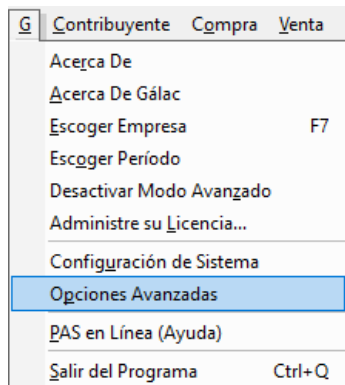 G Contribuyente Compra Venta
Acerca De
Acerca De Gálac
Escoger Empresa F7
Escoger Período
Desactivar Modo Avanzado
Administre su Licencia...
Configuración de Sistema
Opciones Avanzadas
PAS en Línea (Ayuda)
Salir del Programa Ctrl+Q